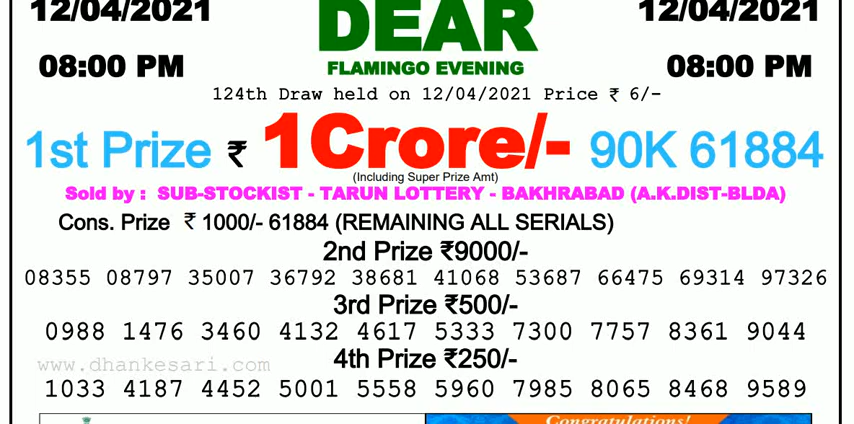 12/04/2021 DEAR 12/04/2021
08:00 PM FLAMINGO EVENING 08:00 PM
124th Draw held on 12/04/2021 Price ₹ 6/-
1st Prize ₹ 1Crore/- 90K 61884
(Including Super Prize Amt)
Sold by : SUB-STOCKIST - TARUN LOTTERY - BAKHRABAD (A.K.DIST-BLDA)
Cons. Prize ₹ 1000/- 61884 (REMAINING ALL SERIALS)
2nd Prize ₹9000/-
08355 08797 35007 36792 38681 41068 53687 66475 69314 97326
3rd Prize ₹500/-
0988 1476 3460 4132 4617 5333 7300 7757 8361 9044
4th Prize ₹250/-
www.dhankesari.com
1033 4187 4452 5001 5558 5960 7985 8065 8468 9589
Congratulations!